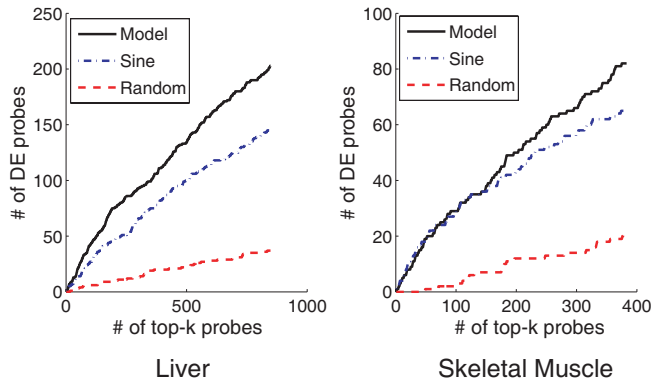 250
200
150
100
50
0
# of DE probes
Model
Sine
Random
0
500
1000
# of top-k probes
Liver
100
80
60
40
20
0
# of DE probes
Model
Sine
Random
0
100
200
300
400
# of top-k probes
Skeletal Muscle